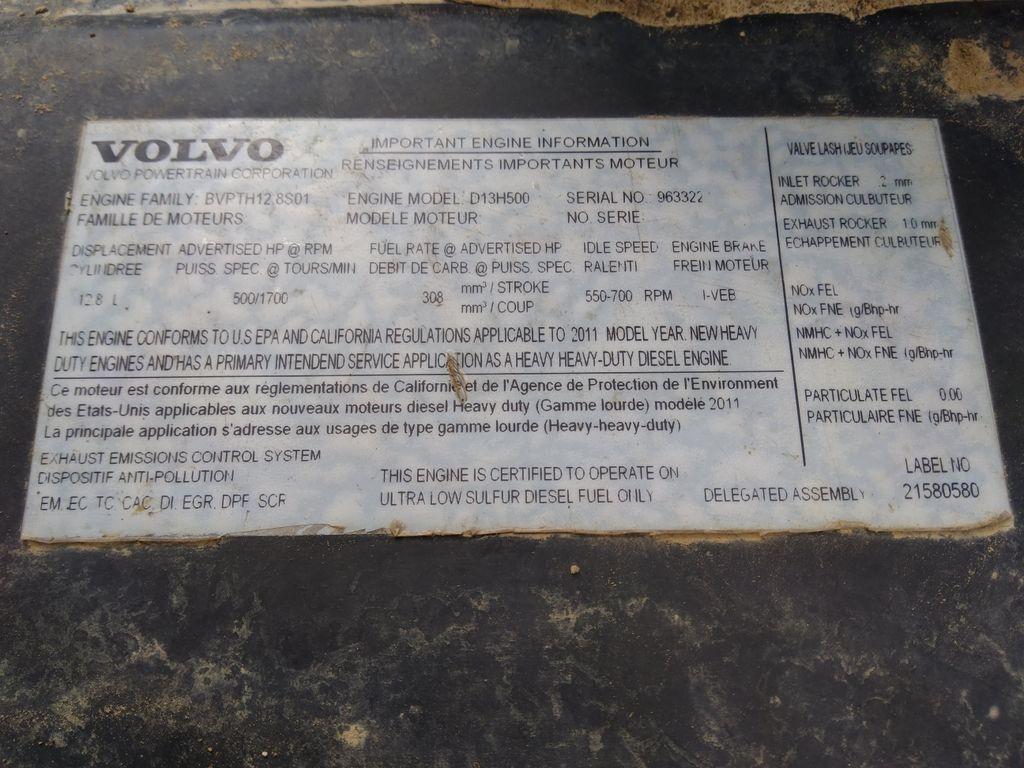 VOLVO
VOLVO POWERTRAIN CORPORATION
IMPORTANT ENGINE INFORMATION
RENSEIGNEMENTS IMPORTANTS MOTEUR
ENGINE FAMILY: BVPTH12.8S01 ENGINE MODEL: D13H500 SERIAL NO.: 963322
FAMILLE DE MOTEURS MODELE MOTEUR NO. SERIE
DISPLACEMENT ADVERTISED HP @ RPM FUEL RATE @ ADVERTISED HP IDLE SPEED ENGINE BRAKE
CYLINDREE PUISS. SPEC. @ TOURS/MIN DEBIT DE CARB. @ PUISS. SPEC. RALENTI FREIN MOTEUR
12.8 L 500/1700 308 mm³ / STROKE 550-700 RPM I-VEB
mm³ / COUP
THIS ENGINE CONFORMS TO U.S EPA AND CALIFORNIA REGULATIONS APPLICABLE TO 2011 MODEL YEAR. NEW HEAVY
DUTY ENGINES AND HAS A PRIMARY INTENDEND SERVICE APPLICATION AS A HEAVY HEAVY-DUTY DIESEL ENGINE.
Ce moteur est conforme aux réglementations de Californie et de l'Agence de Protection de l'Environment
des Etats-Unis applicables aux nouveaux moteurs diesel Heavy duty (Gamme lourde) modèle 2011
La principale application s'adresse aux usages de type gamme lourde (Heavy-heavy-duty)
EXHAUST EMISSIONS CONTROL SYSTEM
DISPOSITIF ANTI-POLLUTION
EM. EC TC CAC DI. EGR. DPF SCR
THIS ENGINE IS CERTIFIED TO OPERATE ON
ULTRA LOW SULFUR DIESEL FUEL ONLY
DELEGATED ASSEMBLY
VALVE LASH (JEU SOUPAPES)
INLET ROCKER .2 mm
ADMISSION CULBUTEUR
EXHAUST ROCKER 1.0 mm
ECHAPPEMENT CULBUTEUR
NOx FEL
NOx FNE (g/Bhp-hr
NMHC + NOx FEL
NMHC + NOx FNE (g/Bhp-hr
PARTICULATE FEL 0.00
PARTICULAIRE FNE (g/Bhp-hr
LABEL NO
21580580